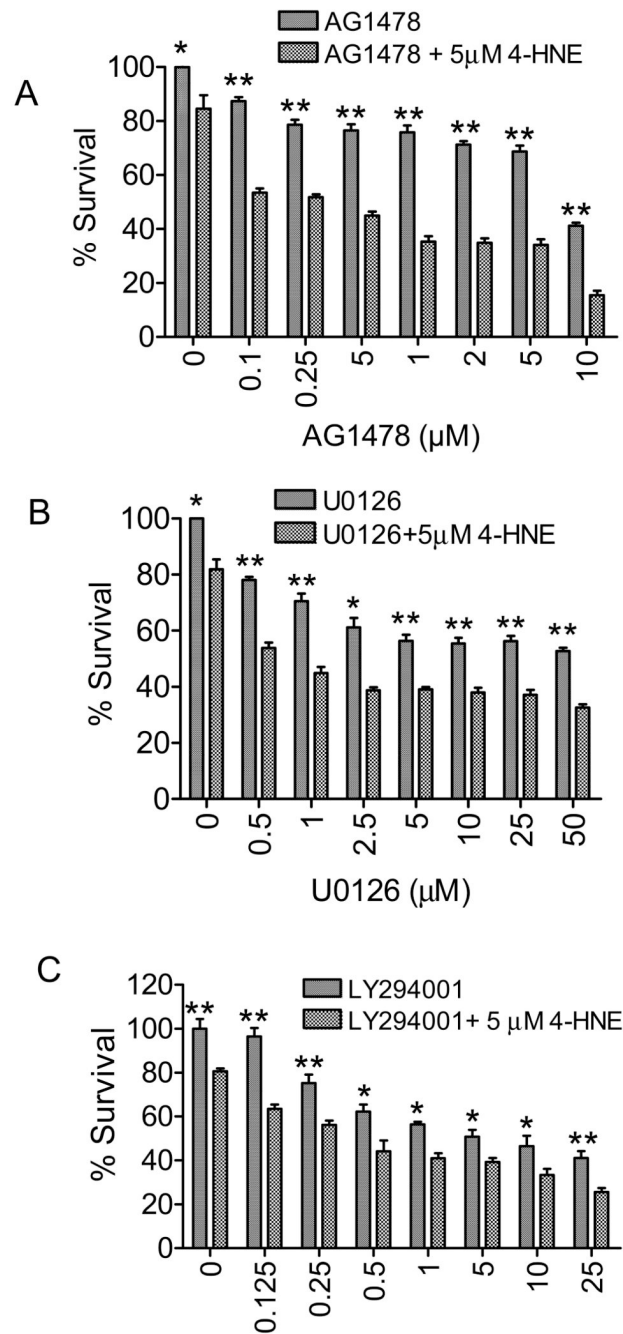 A
AG1478
AG1478 + 5μM 4-HNE
% Survival
100
80
60
40
20
0
* ** ** ** ** ** ** **
0 0.1 0.25 5 1 2 5 10
AG1478 (μM)
B
U0126
U0126+5μM 4-HNE
% Survival
100
80
60
40
20
0
* ** ** * ** ** ** **
0 0.5 1 2.5 5 10 25 50
U0126 (μM)
C
LY294001
LY294001+ 5 μM 4-HNE
% Survival
120
100
80
60
40
20
0
** ** ** * * * * **
0 0.125 0.25 0.5 1 5 10 25